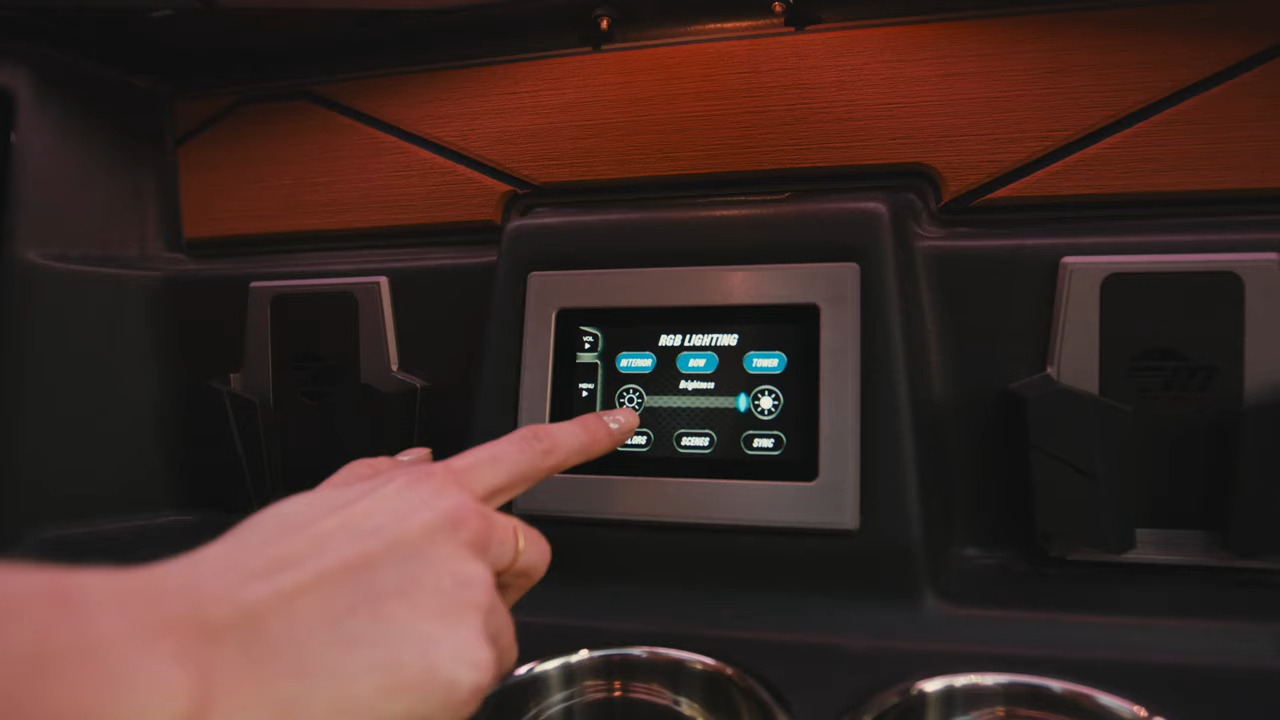 VOL
RGB LIGHTING
INTERIOR BOW TOWER
MENU
Brightness
SCENES SYNC